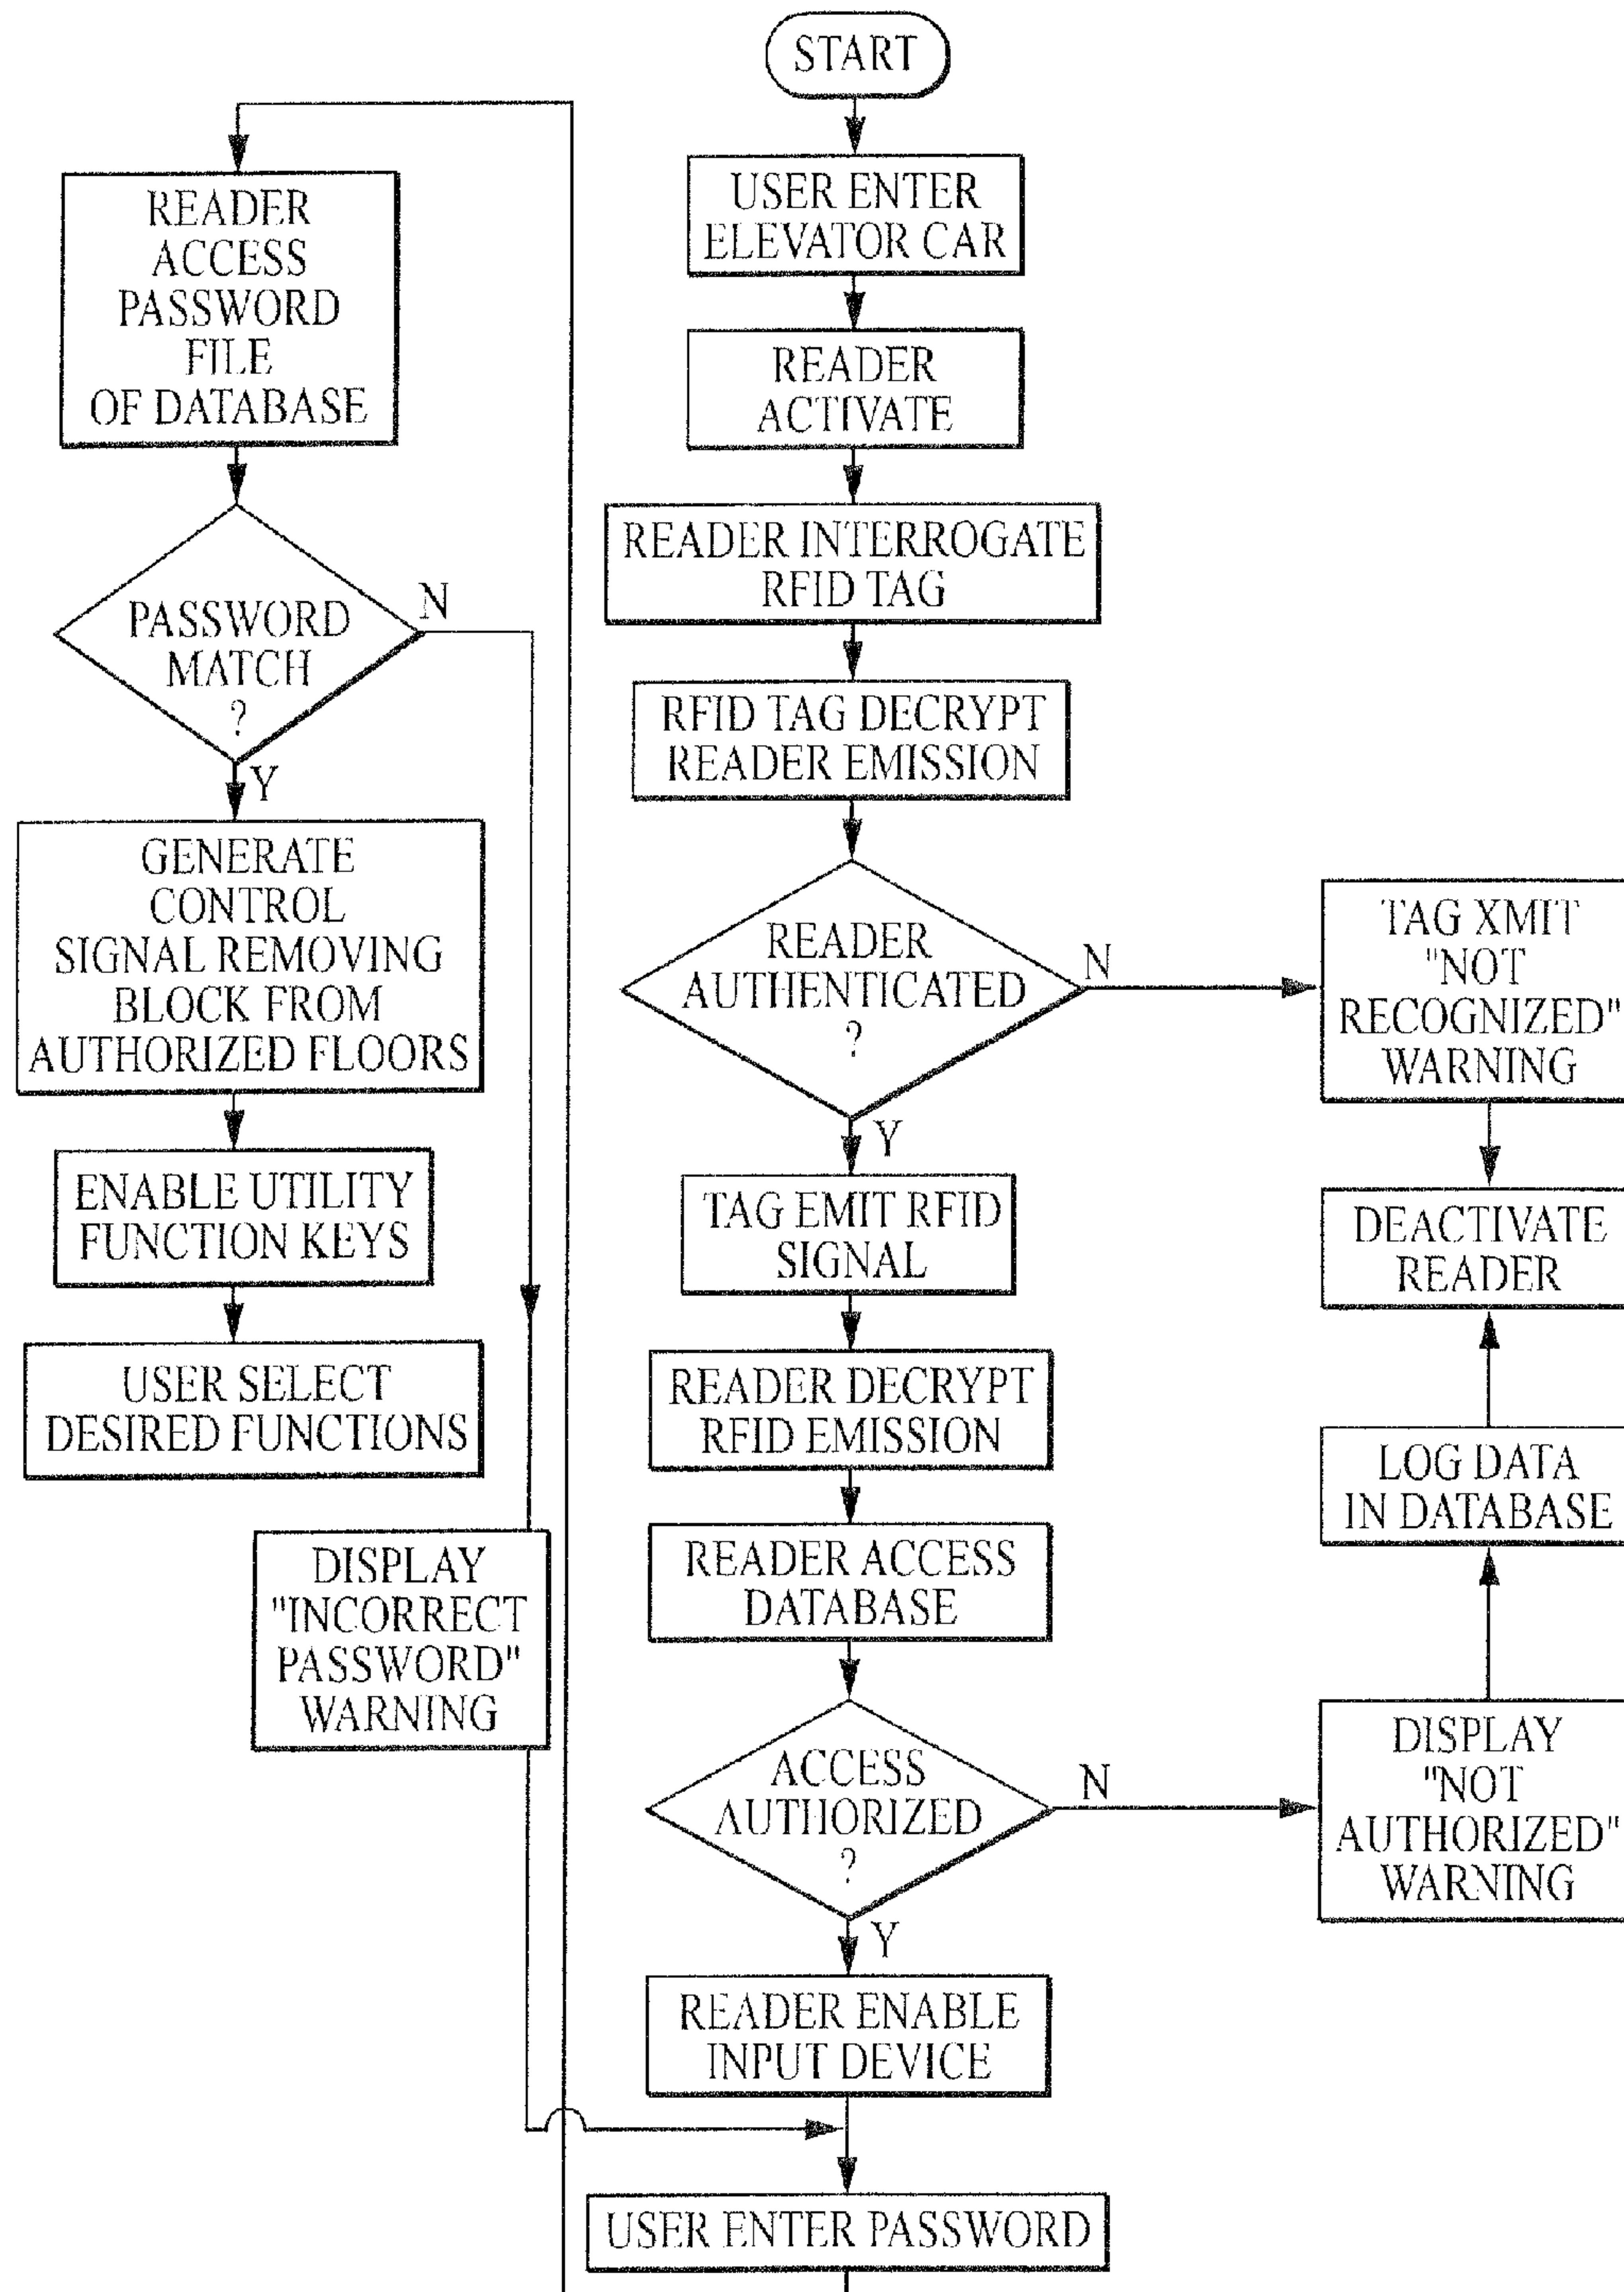 START
USER ENTER
ELEVATOR CAR
READER
ACTIVATE
READER INTERROGATE
RFID TAG
RFID TAG DECRYPT
READER EMISSION
READER
AUTHENTICATED
?
N
TAG XMIT
"NOT
RECOGNIZED"
WARNING
DEACTIVATE
READER
Y
TAG EMIT RFID
SIGNAL
READER DECRYPT
RFID EMISSION
READER ACCESS
DATABASE
ACCESS
AUTHORIZED
?
N
DISPLAY
"NOT
AUTHORIZED"
WARNING
LOG DATA
IN DATABASE
Y
READER ENABLE
INPUT DEVICE
USER ENTER PASSWORD
READER
ACCESS
PASSWORD
FILE
OF DATABASE
PASSWORD
MATCH
?
N
Y
GENERATE
CONTROL
SIGNAL REMOVING
BLOCK FROM
AUTHORIZED FLOORS
ENABLE UTILITY
FUNCTION KEYS
USER SELECT
DESIRED FUNCTIONS
DISPLAY
"INCORRECT
PASSWORD"
WARNING